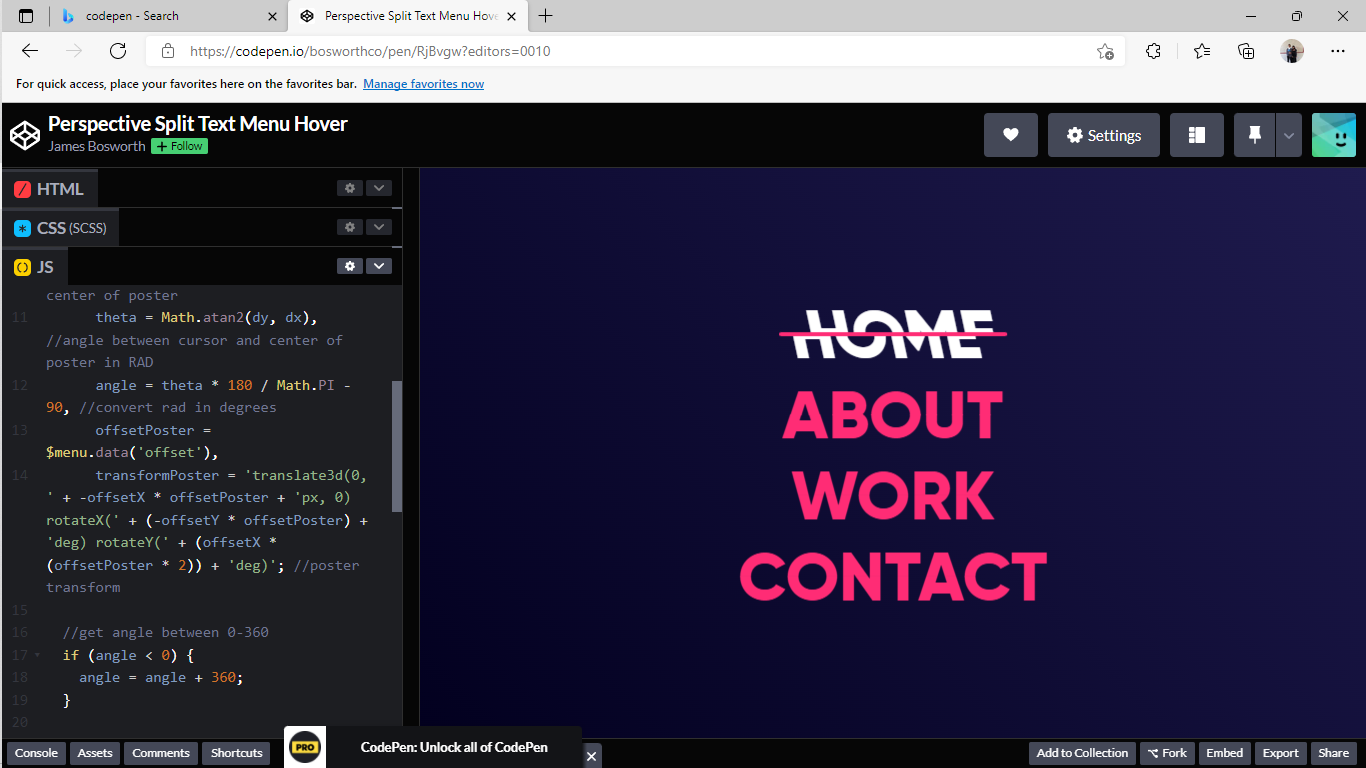 codepen - Search
Perspective Split Text Menu Hove
https://codepen.io/bosworthco/pen/RjBvgw?editors=0010
For quick access, place your favorites here on the favorites bar. Manage favorites now
Perspective Split Text Menu Hover
James Bosworth + Follow
Settings
HTML
CSS (SCSS)
JS
center of poster
11 theta = Math.atan2(dy, dx),
//angle between cursor and center of
poster in RAD
12 angle = theta * 180 / Math.PI -
90, //convert rad in degrees
13 offsetPoster =
$menu.data('offset'),
14 transformPoster = 'translate3d(0,
' + -offsetX * offsetPoster + 'px, 0)
rotateX(' + (-offsetY * offsetPoster) +
'deg) rotateY(' + (offsetX *
(offsetPoster * 2)) + 'deg)'; //poster
transform
15
16 //get angle between 0-360
17 if (angle < 0) {
18 angle = angle + 360;
19 }
20
HOME
ABOUT
WORK
CONTACT
Console Assets Comments Shortcuts
PRO CodePen: Unlock all of CodePen
Add to Collection Fork Embed Export Share